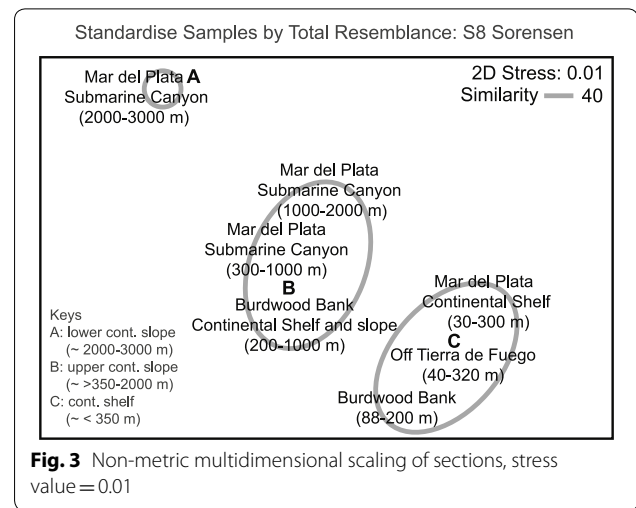 Standardise Samples by Total Resemblance: S8 Sorensen
Mar del Plata A
Submarine Canyon
(2000-3000 m)
2D Stress: 0.01
Similarity 40
Mar del Plata
Submarine Canyon
(1000-2000 m)
Mar del Plata
Submarine Canyon
(300-1000 m)
B
Burdwood Bank
Continental Shelf and slope
(200-1000 m)
Mar del Plata
Continental Shelf
(30-300 m)
C
Off Tierra de Fuego
(40-320 m)
Burdwood Bank
(88-200 m)
Keys
A: lower cont. slope
(~ 2000-3000 m)
B: upper cont. slope
(~ >350-2000 m)
C: cont. shelf
(~ < 350 m)
Fig. 3 Non-metric multidimensional scaling of sections, stress
value = 0.01